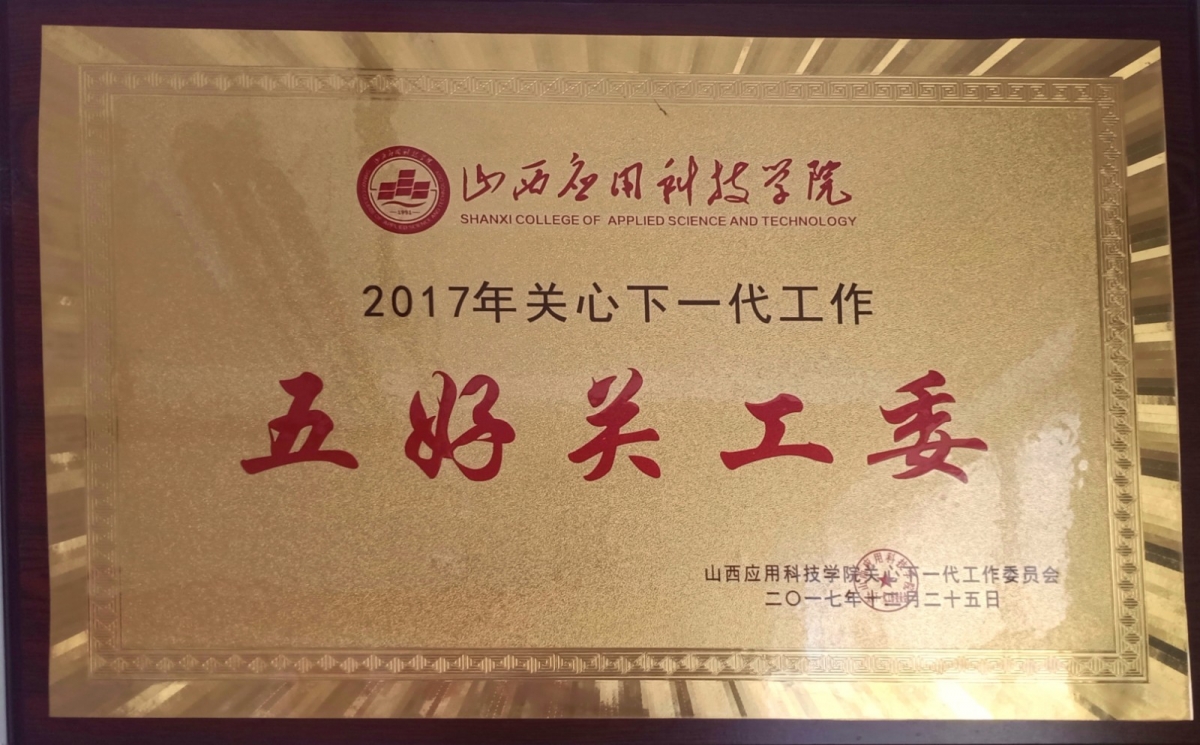 山西应用科技学院
SHANXI COLLEGE OF APPLIED SCIENCE AND TECHNOLOGY
2017年关心下一代工作
五好关工委
山西应用科技学院关心下一代工作委员会
二〇一七年十二月二十五日